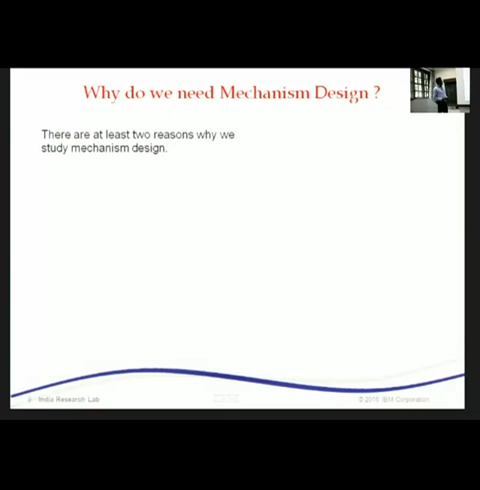 Why do we need Mechanism Design ?
There are at least two reasons why we
study mechanism design.
India Research Lab
© 2010 IBM Corporation